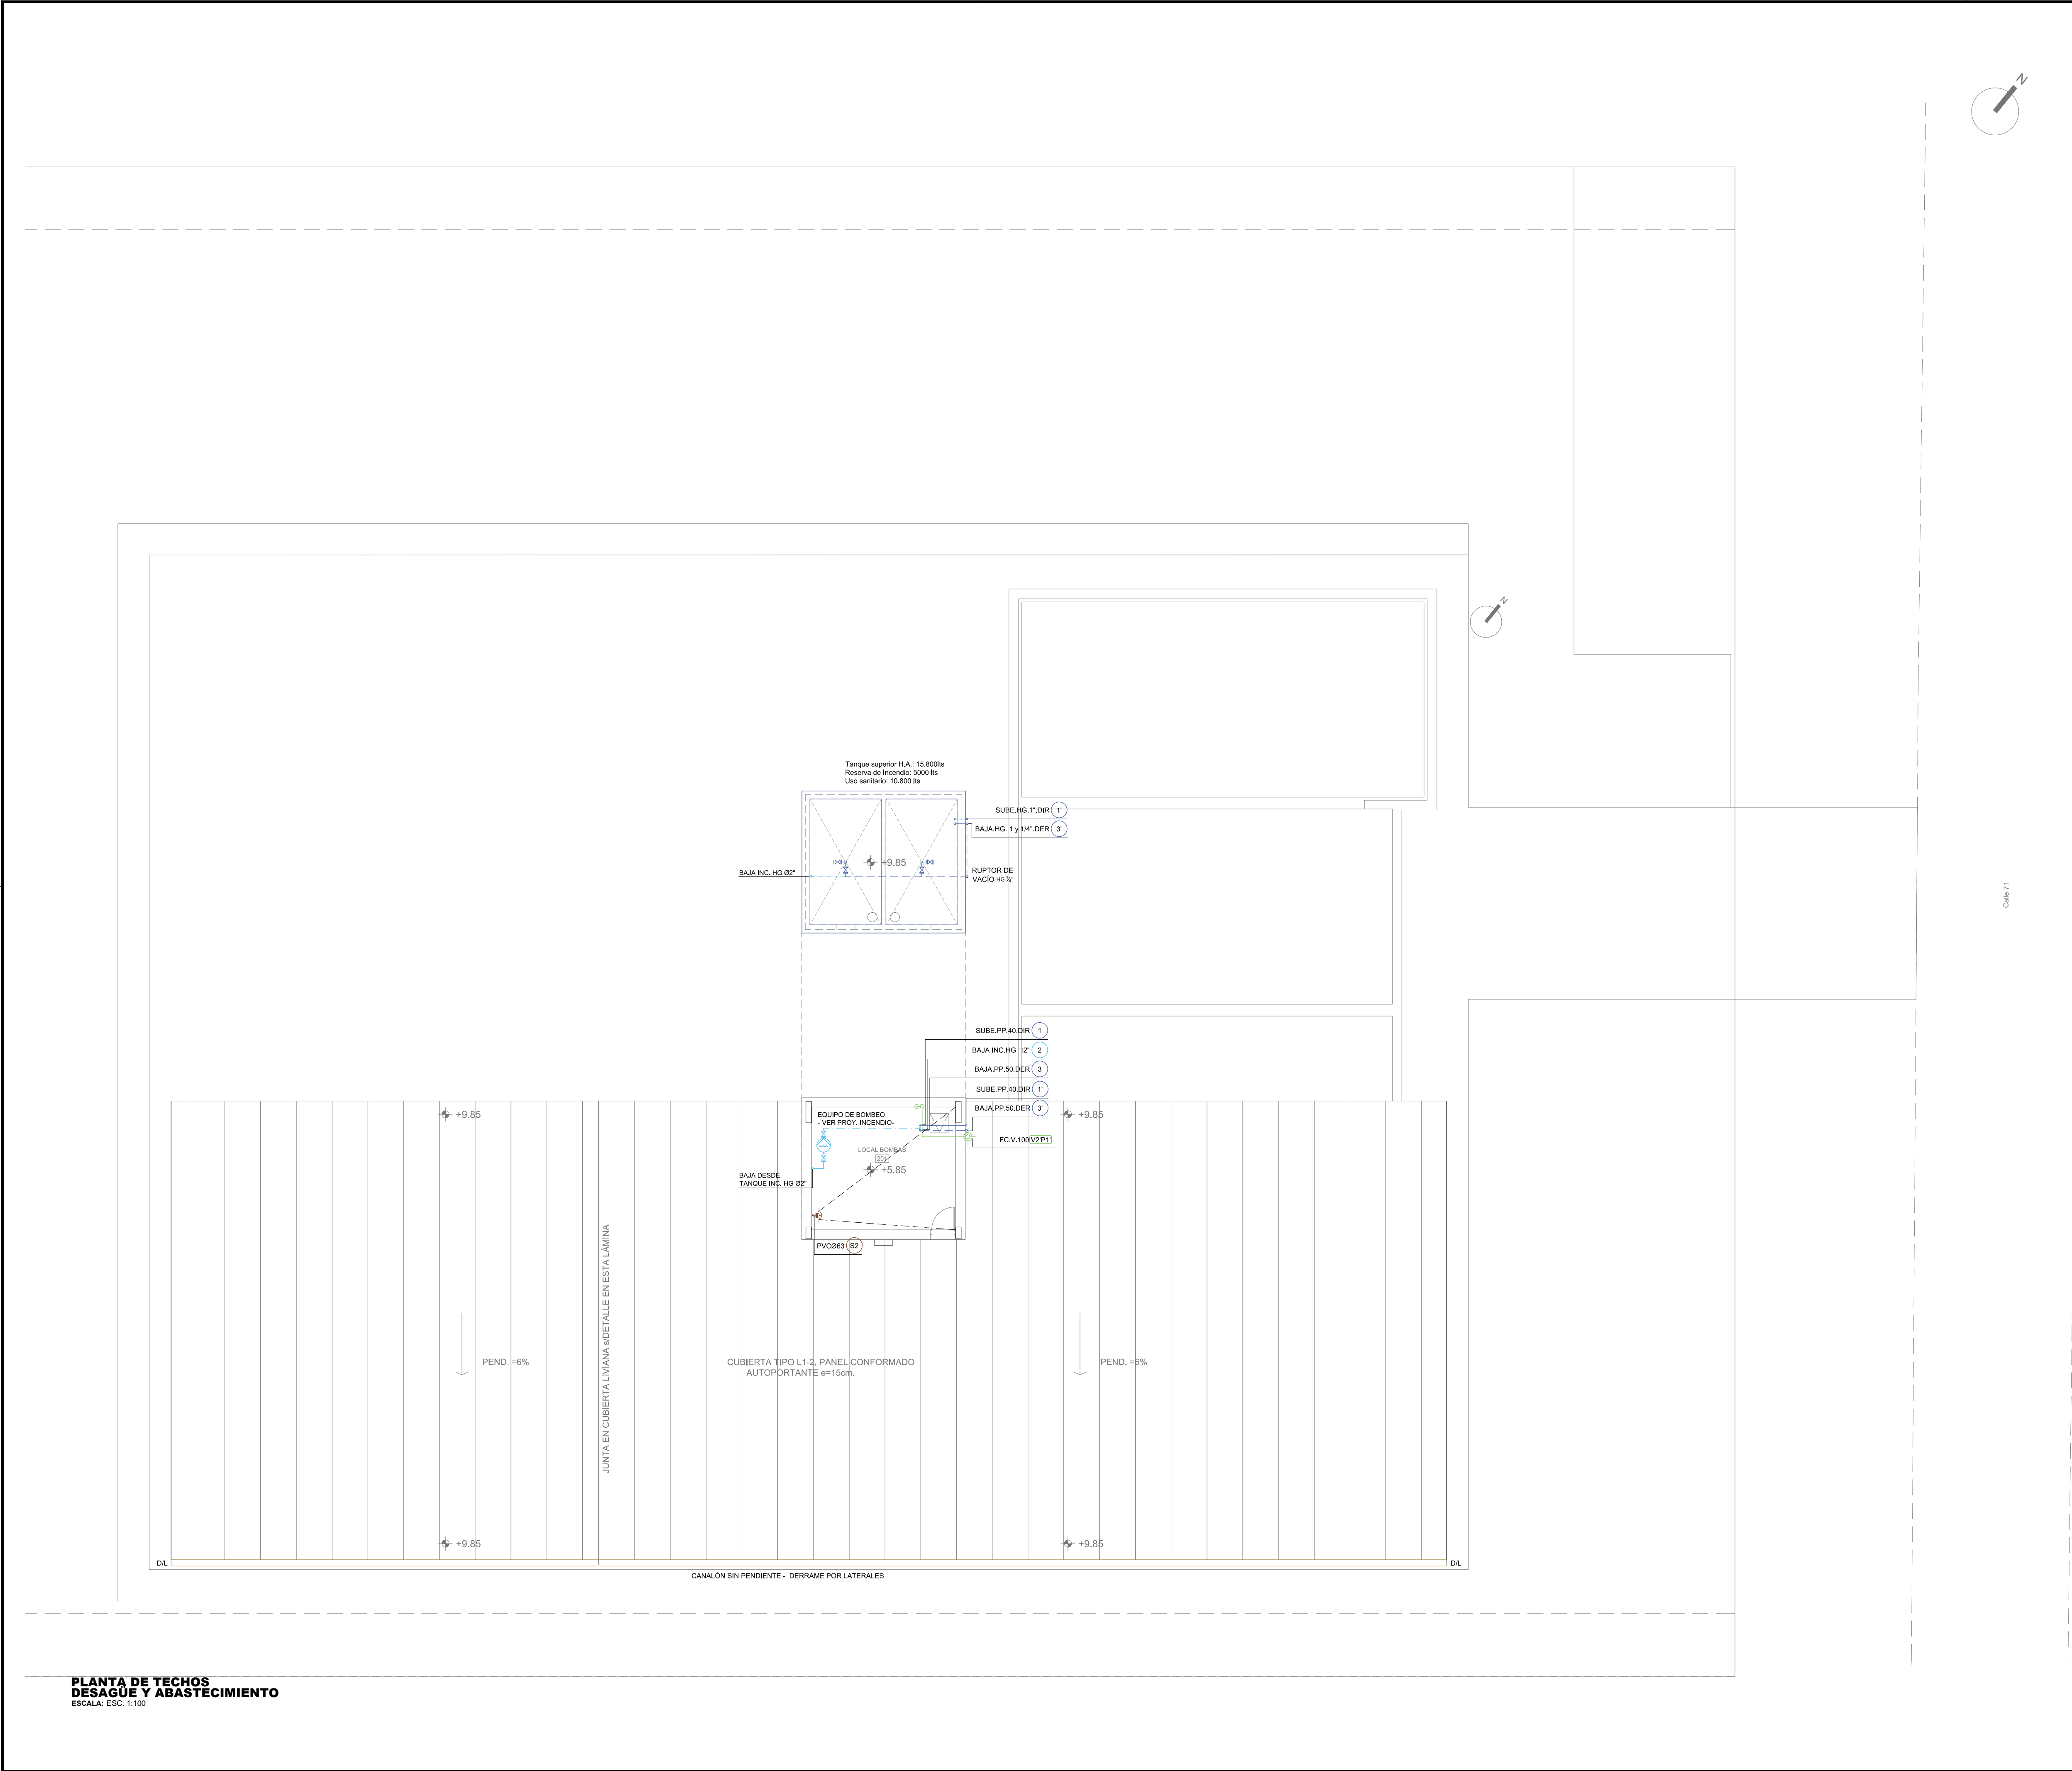 N
N
Calle 71
Tanque superior H.A.: 15.800lts
Reserva de Incendio: 5000 lts
Uso sanitario: 10.800 lts
SUBE.HG.1".DIR 1'
BAJA.HG. 1 y 1/4".DER 3'
+9.85
BAJA INC. HG Ø2"
RUPTOR DE
VACÍO HG ½"
SUBE.PP.40.DIR 1
BAJA INC.HG 2" 2
BAJA.PP.50.DER 3
SUBE.PP.40.DIR 1'
BAJA.PP.50.DER 3'
FC.V.100 V2'P1'
+9.85
EQUIPO DE BOMBEO
- VER PROY. INCENDIO-
+9.85
LOCAL BOMBAS
201
+5.85
BAJA DESDE
TANQUE INC. HG Ø2"
PVCØ63 S2
JUNTA EN CUBIERTA LIVIANA s/DETALLE EN ESTA LÁMINA
PEND. =6%
CUBIERTA TIPO L1-2, PANEL CONFORMADO
AUTOPORTANTE e=15cm.
PEND. =6%
+9.85
+9.85
D/L
D/L
CANALÓN SIN PENDIENTE - DERRAME POR LATERALES
PLANTA DE TECHOS
DESAGÜE Y ABASTECIMIENTO
ESCALA: ESC. 1:100